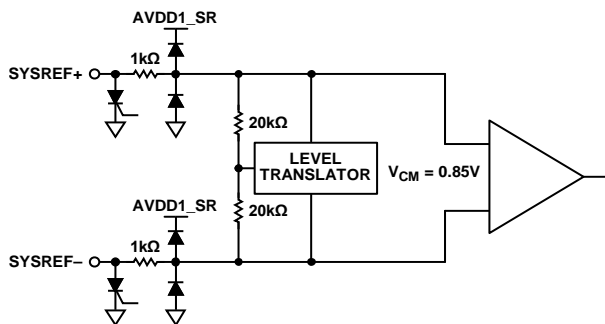 AVDD1_SR
1kΩ
SYSREF+
20kΩ
LEVEL
TRANSLATOR
VCM = 0.85V
20kΩ
AVDD1_SR
1kΩ
SYSREF–